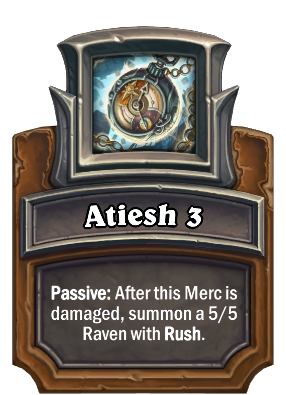 Atiesh 3
Passive: After this Merc is
damaged, summon a 5/5
Raven with Rush.